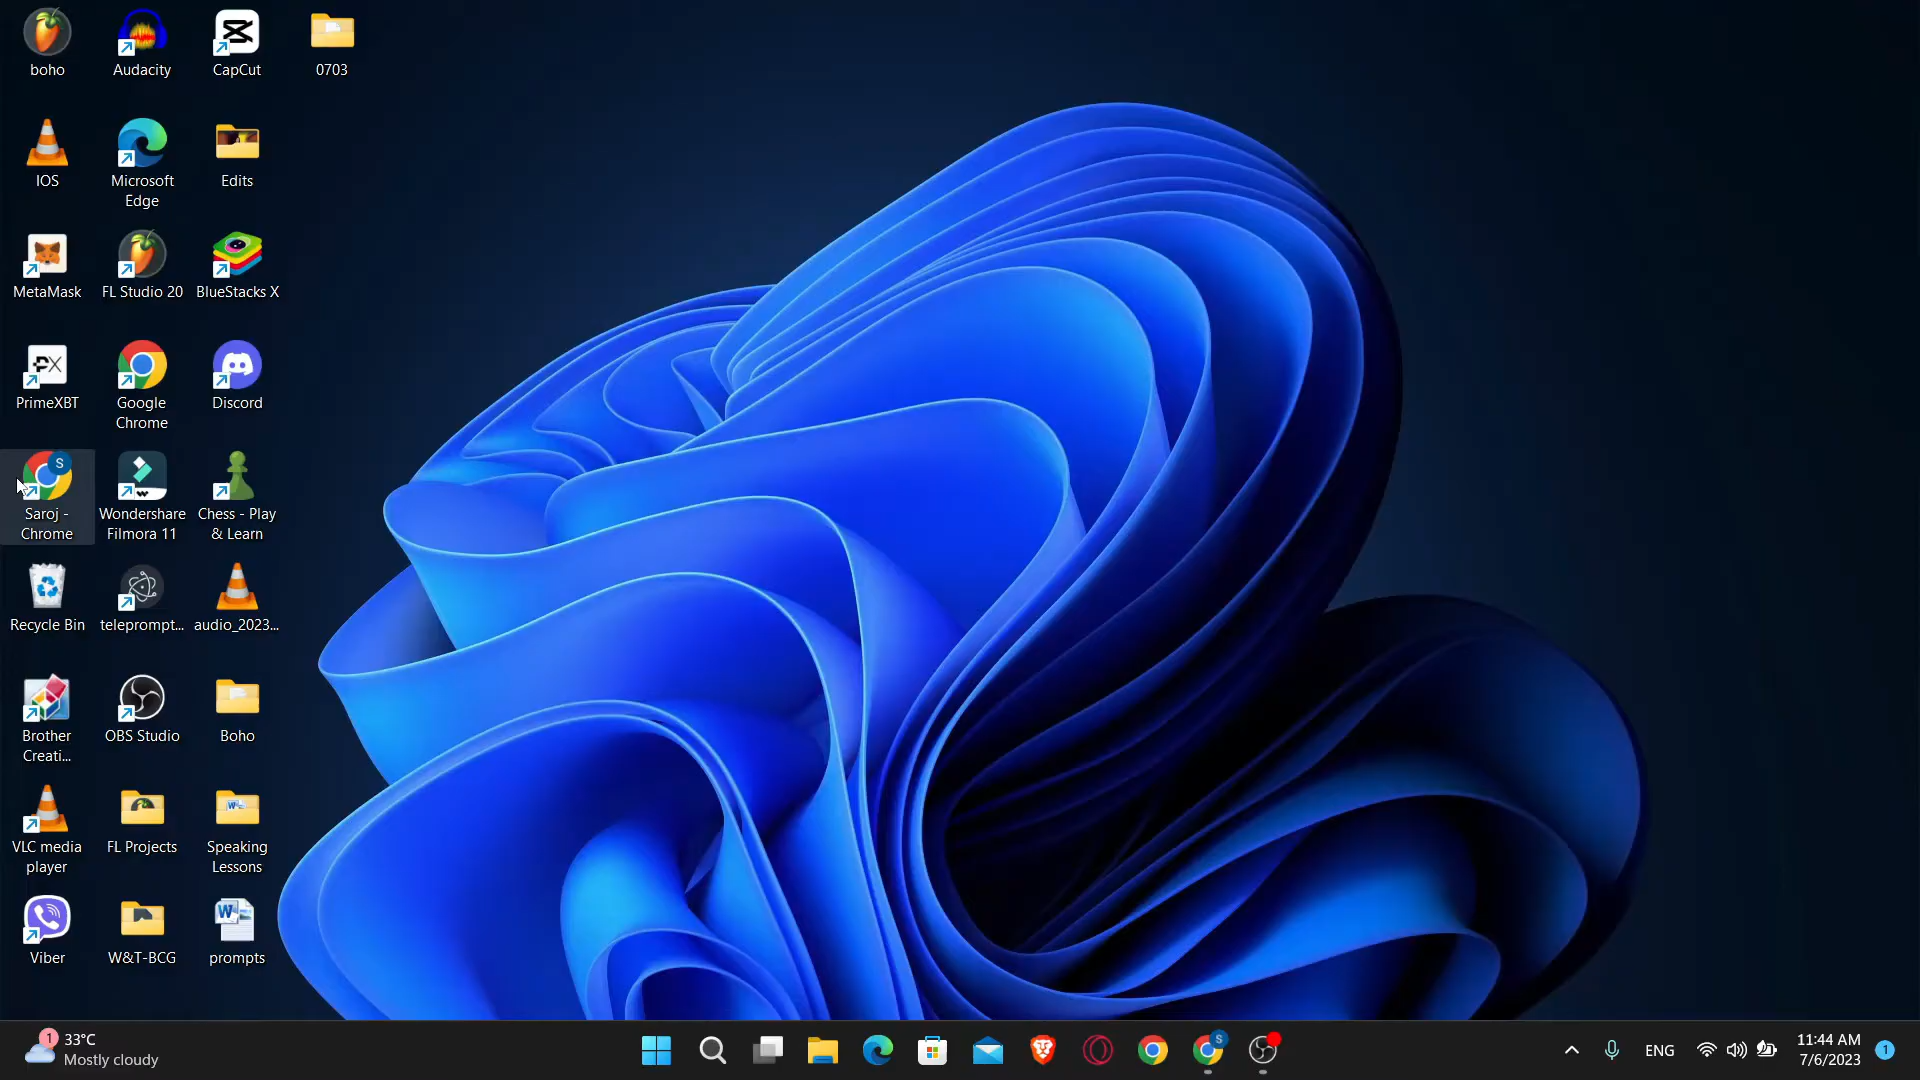 boho
Audacity
CapCut
0703
IOS
Microsoft
Edge
Edits
MetaMask
FL Studio 20
BlueStacks X
PrimeXBT
Google
Chrome
Discord
S
Saroj -
Chrome
Wondershare
Filmora 11
Chess - Play
& Learn
Recycle Bin
teleprompt...
audio_2023...
Brother
Creati...
OBS Studio
Boho
VLC media
player
FL Projects
Speaking
Lessons
Viber
W&T-BCG
prompts
1
33°C
Mostly cloudy
S
ENG
11:44 AM
7/6/2023
1